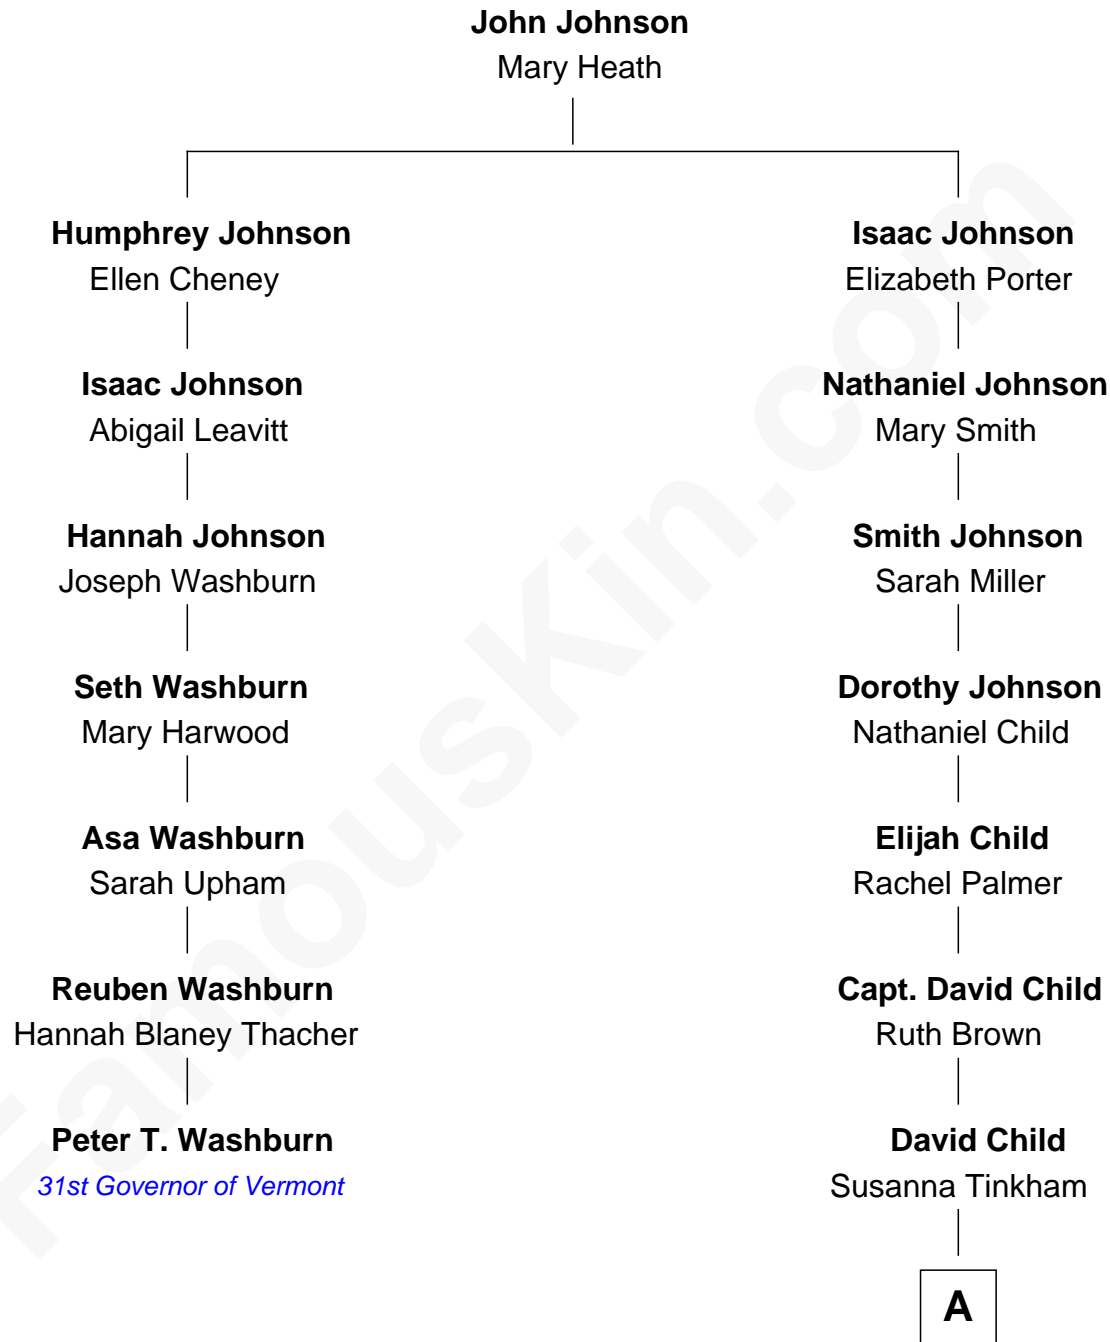 John Johnson
Mary Heath
Humphrey Johnson
Ellen Cheney
Isaac Johnson
Elizabeth Porter
Isaac Johnson
Abigail Leavitt
Nathaniel Johnson
Mary Smith
Hannah Johnson
Joseph Washburn
Smith Johnson
Sarah Miller
Seth Washburn
Mary Harwood
Dorothy Johnson
Nathaniel Child
Asa Washburn
Sarah Upham
Elijah Child
Rachel Palmer
Reuben Washburn
Hannah Blaney Thacher
Capt. David Child
Ruth Brown
Peter T. Washburn
31st Governor of Vermont
David Child
Susanna Tinkham
A
FamousKin.com